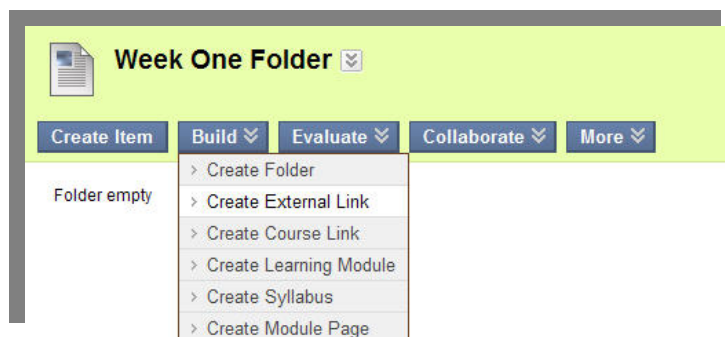 Week One Folder
Create Item Build Evaluate Collaborate More
Folder empty
> Create Folder
> Create External Link
> Create Course Link
> Create Learning Module
> Create Syllabus
> Create Module Page